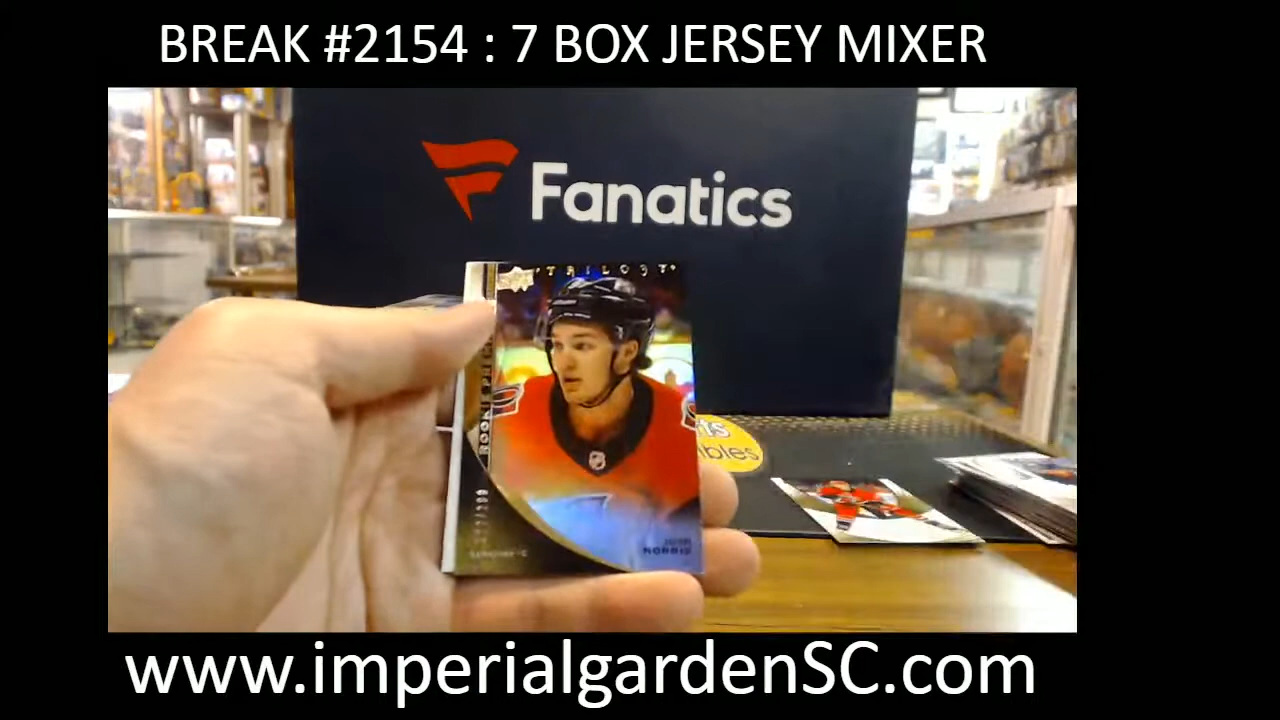 BREAK #2154 : 7 BOX JERSEY MIXER
Fanatics
TRILOGY
NORRIS
www.imperialgardenSC.com